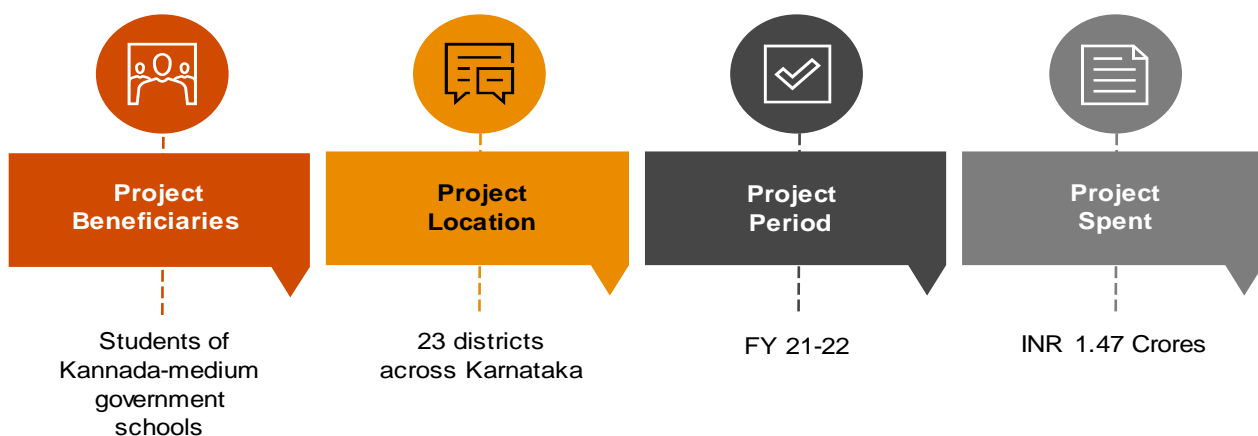 Project
Beneficiaries
Project
Location
Project
Period
Project
Spent
Students of
Kannada-medium
government
schools
23 districts
across Karnataka
FY 21-22
INR 1.47 Crores